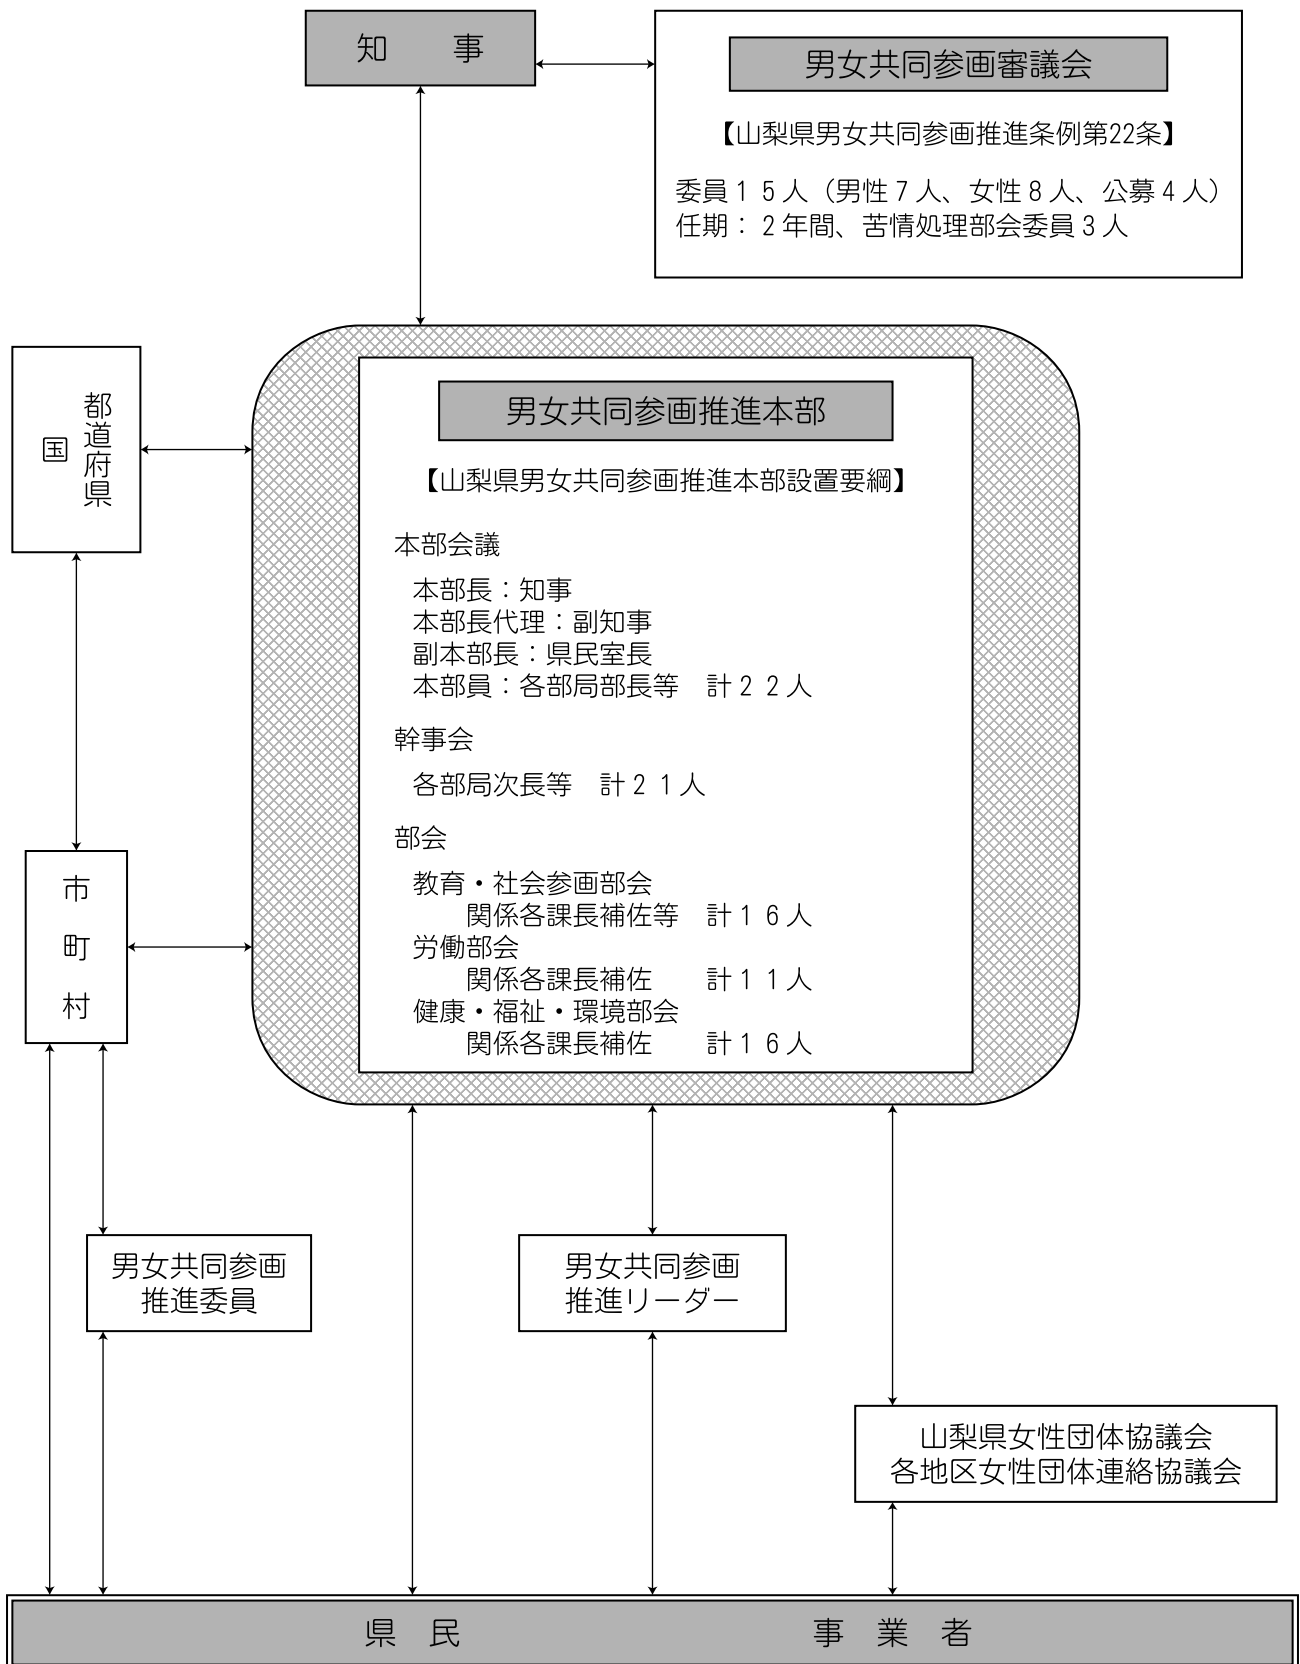 知　　事
男女共同参画審議会
【山梨県男女共同参画推進条例第22条】
委員１５人（男性７人、女性８人、公募４人）
任期：２年間、苦情処理部会委員３人
都道府県
国
男女共同参画推進本部
【山梨県男女共同参画推進本部設置要綱】
本部会議
本部長：知事
本部長代理：副知事
副本部長：県民室長
本部員：各部局部長等　計２２人
幹事会
各部局次長等　計２１人
部会
教育・社会参画部会
関係各課長補佐等　計１６人
労働部会
関係各課長補佐　　計１１人
健康・福祉・環境部会
関係各課長補佐　　計１６人
市町村
男女共同参画
推進委員
男女共同参画
推進リーダー
山梨県女性団体協議会
各地区女性団体連絡協議会
県　民
事　業　者